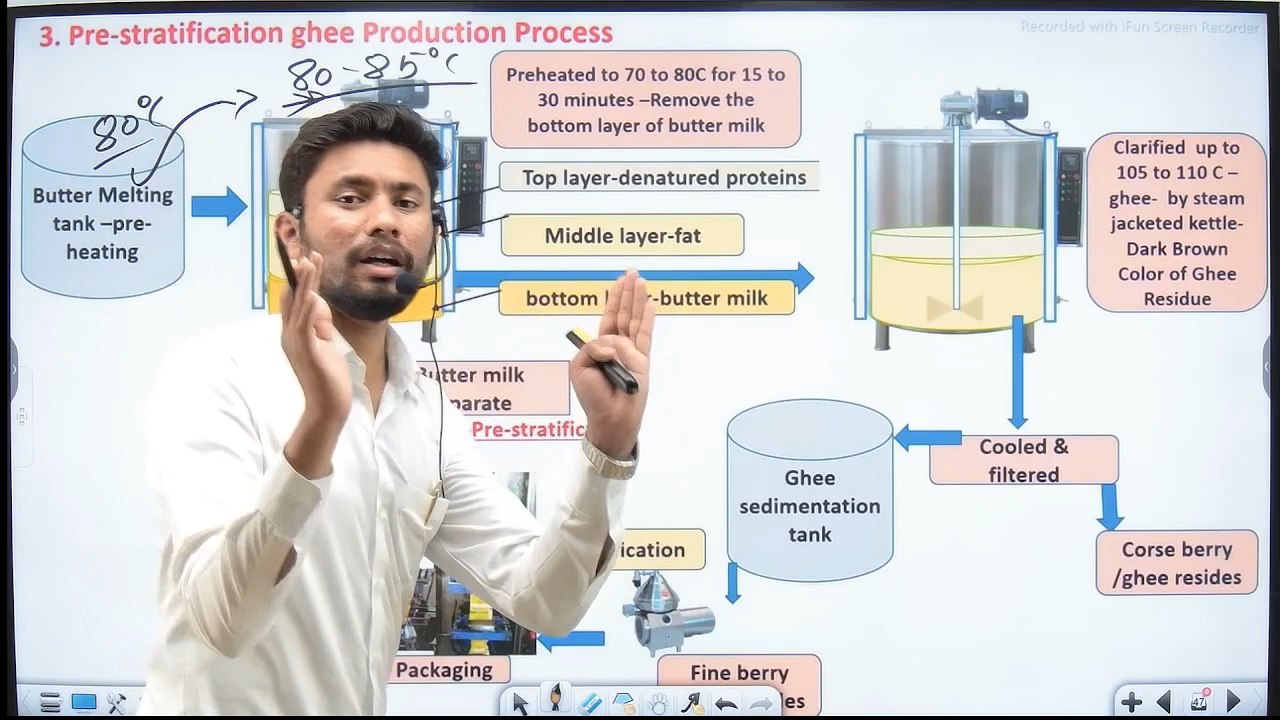 3. Pre-stratification ghee Production Process
Recorded with iFun Screen Recorder
80-85°C
80°C
Preheated to 70 to 80C for 15 to
30 minutes –Remove the
bottom layer of butter milk
Butter Melting
tank –pre-
heating
Top layer-denatured proteins
Middle layer-fat
bottom -butter milk
Clarified up to
105 to 110 C –
ghee- by steam
jacketed kettle-
Dark Brown
Color of Ghee
Residue
Butter milk
Pre-stratific
Cooled &
filtered
Ghee
sedimentation
tank
Corse berry
/ghee resides
ication
Packaging
Fine berry
47